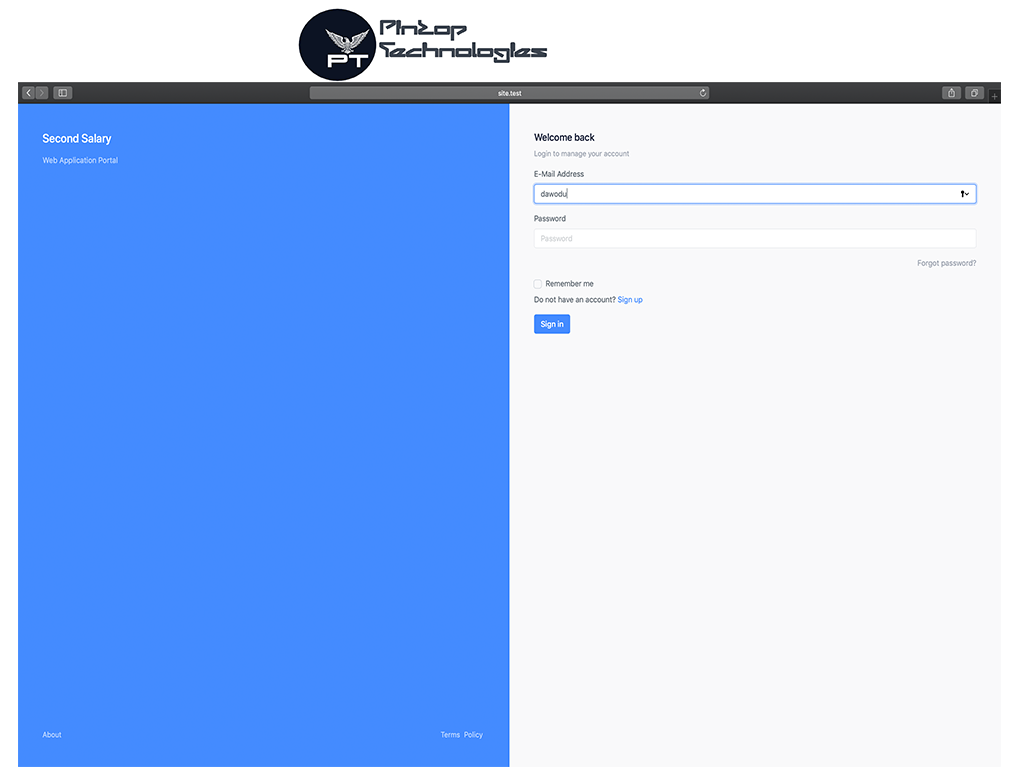 PT
Pintop
Technologies
site.test
Second Salary
Web Application Portal
Welcome back
Login to manage your account
E-Mail Address
dawodu
Password
Password
Forgot password?
Remember me
Do not have an account? Sign up
Sign in
About
Terms Policy